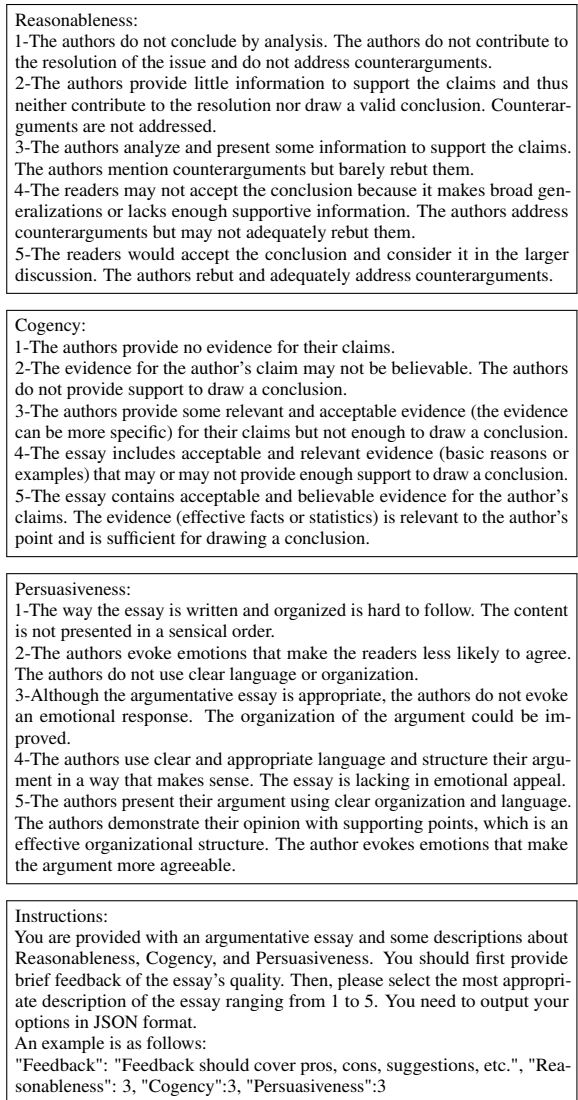 Reasonableness:
1-The authors do not conclude by analysis. The authors do not contribute to
the resolution of the issue and do not address counterarguments.
2-The authors provide little information to support the claims and thus
neither contribute to the resolution nor draw a valid conclusion. Counterar-
guments are not addressed.
3-The authors analyze and present some information to support the claims.
The authors mention counterarguments but barely rebut them.
4-The readers may not accept the conclusion because it makes broad gen-
eralizations or lacks enough supportive information. The authors address
counterarguments but may not adequately rebut them.
5-The readers would accept the conclusion and consider it in the larger
discussion. The authors rebut and adequately address counterarguments.
Cogency:
1-The authors provide no evidence for their claims.
2-The evidence for the author's claim may not be believable. The authors
do not provide support to draw a conclusion.
3-The authors provide some relevant and acceptable evidence (the evidence
can be more specific) for their claims but not enough to draw a conclusion.
4-The essay includes acceptable and relevant evidence (basic reasons or
examples) that may or may not provide enough support to draw a conclusion.
5-The essay contains acceptable and believable evidence for the author's
claims. The evidence (effective facts or statistics) is relevant to the author's
point and is sufficient for drawing a conclusion.
Persuasiveness:
1-The way the essay is written and organized is hard to follow. The content
is not presented in a sensical order.
2-The authors evoke emotions that make the readers less likely to agree.
The authors do not use clear language or organization.
3-Although the argumentative essay is appropriate, the authors do not evoke
an emotional response. The organization of the argument could be im-
proved.
4-The authors use clear and appropriate language and structure their argu-
ment in a way that makes sense. The essay is lacking in emotional appeal.
5-The authors present their argument using clear organization and language.
The authors demonstrate their opinion with supporting points, which is an
effective organizational structure. The author evokes emotions that make
the argument more agreeable.
Instructions:
You are provided with an argumentative essay and some descriptions about
Reasonableness, Cogency, and Persuasiveness. You should first provide
brief feedback of the essay's quality. Then, please select the most appropri-
ate description of the essay ranging from 1 to 5. You need to output your
options in JSON format.
An example is as follows:
"Feedback": "Feedback should cover pros, cons, suggestions, etc.", "Rea-
sonableness": 3, "Cogency":3, "Persuasiveness":3